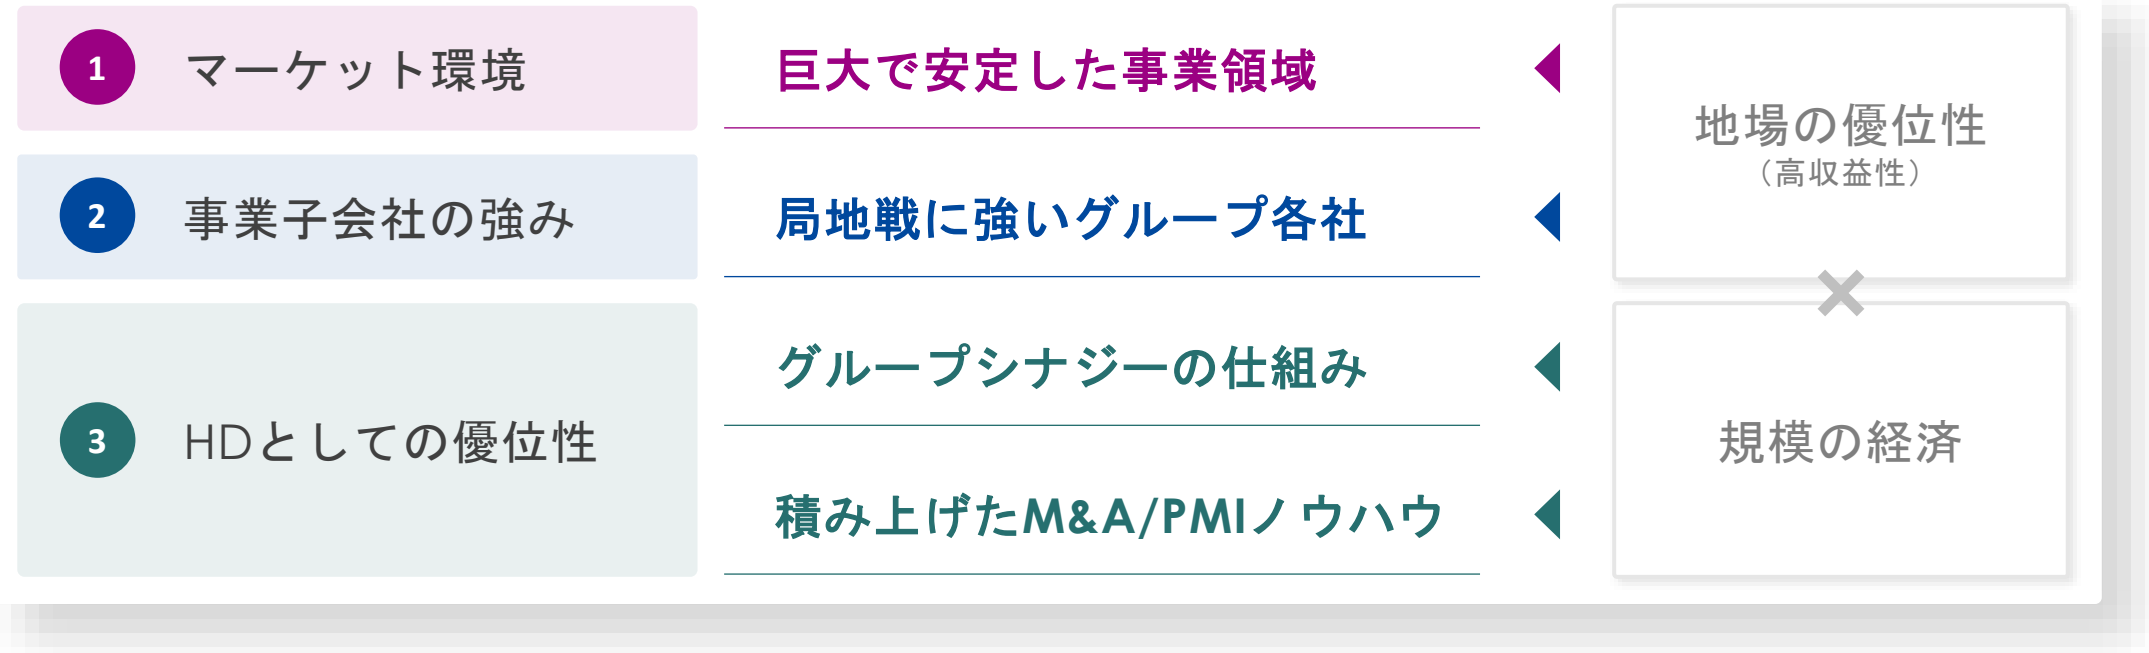 1
マーケット環境
巨大で安定した事業領域
2
事業子会社の強み
局地戦に強いグループ各社
3
HDとしての優位性
グループシナジーの仕組み
積み上げたM&A/PMIノウハウ
地場の優位性
（高収益性）
×
規模の経済